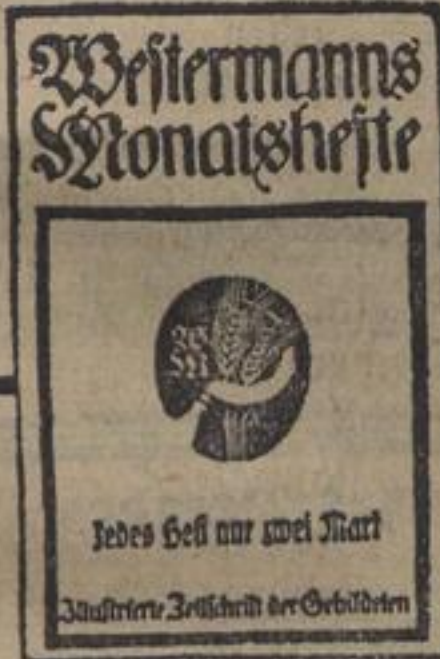 Westermanns
Monatshefte
W
M
Jedes Heft nur zwei Mark
Illustrierte Zeitschrift der Gebildeten